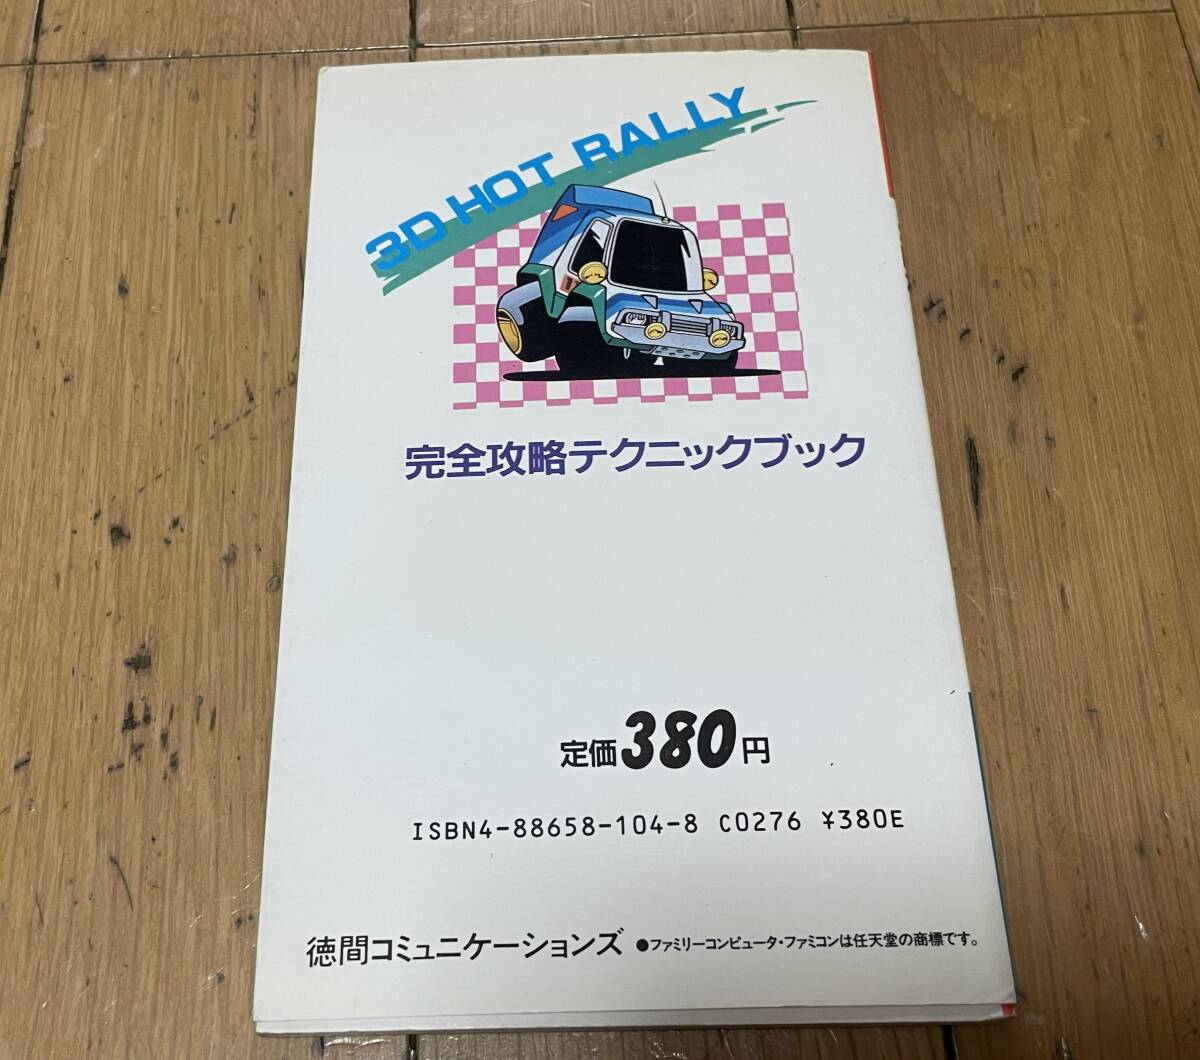 3D HOT RALLY
完全攻略テクニックブック
定価380円
ISBN4-88658-104-8 C0276 ¥380E
徳間コミュニケーションズ ●ファミリーコンピュータ・ファミコンは任天堂の商標です。